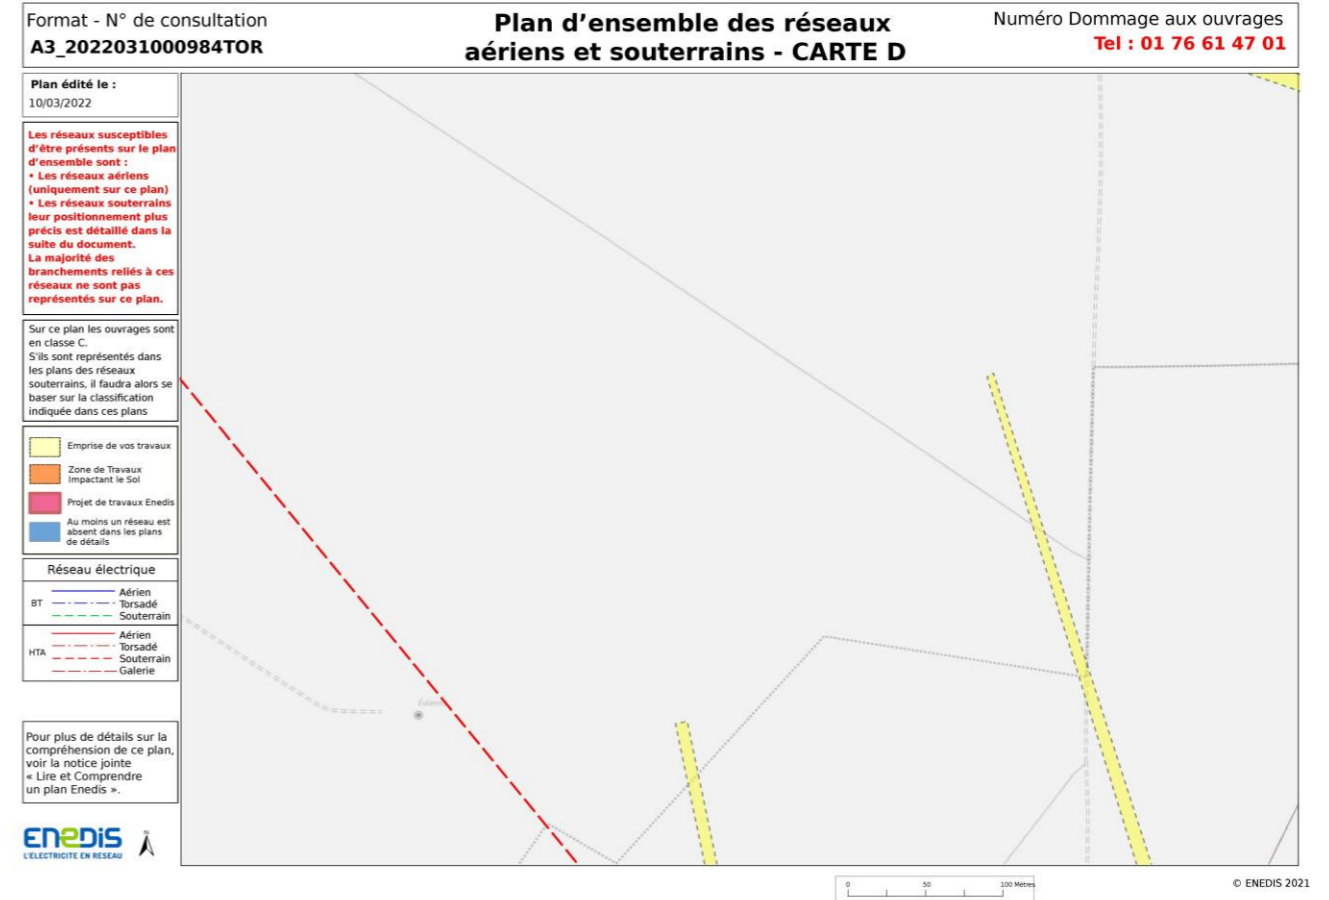 Format - N° de consultation
A3_2022031000984TOR
Plan d’ensemble des réseaux
aériens et souterrains - CARTE D
Numéro Dommage aux ouvrages
Tel : 01 76 61 47 01
Plan édité le :
10/03/2022
Les réseaux susceptibles
d’être présents sur le plan
d’ensemble sont :
• Les réseaux aériens
(uniquement sur ce plan)
• Les réseaux souterrains
leur positionnement plus
précis est détaillé dans la
suite du document.
La majorité des
branchements reliés à ces
réseaux ne sont pas
représentés sur ce plan.
Sur ce plan les ouvrages sont
en classe C.
S'ils sont représentés dans
les plans des réseaux
souterrains, il faudra alors se
baser sur la classification
indiquée dans ces plans
Emprise de vos travaux
Zone de Travaux
Impactant le Sol
Projet de travaux Enedis
Au moins un réseau est
absent dans les plans
de détails
Réseau électrique
BT
Aérien
Torsadé
Souterrain
HTA
Aérien
Torsadé
Souterrain
Galerie
Pour plus de détails sur la
compréhension de ce plan,
voir la notice jointe
« Lire et Comprendre
un plan Enedis ».
ENEDIS
L'ELECTRICITE EN RESEAU
N
0 50 100 Mètres
© ENEDIS 2021